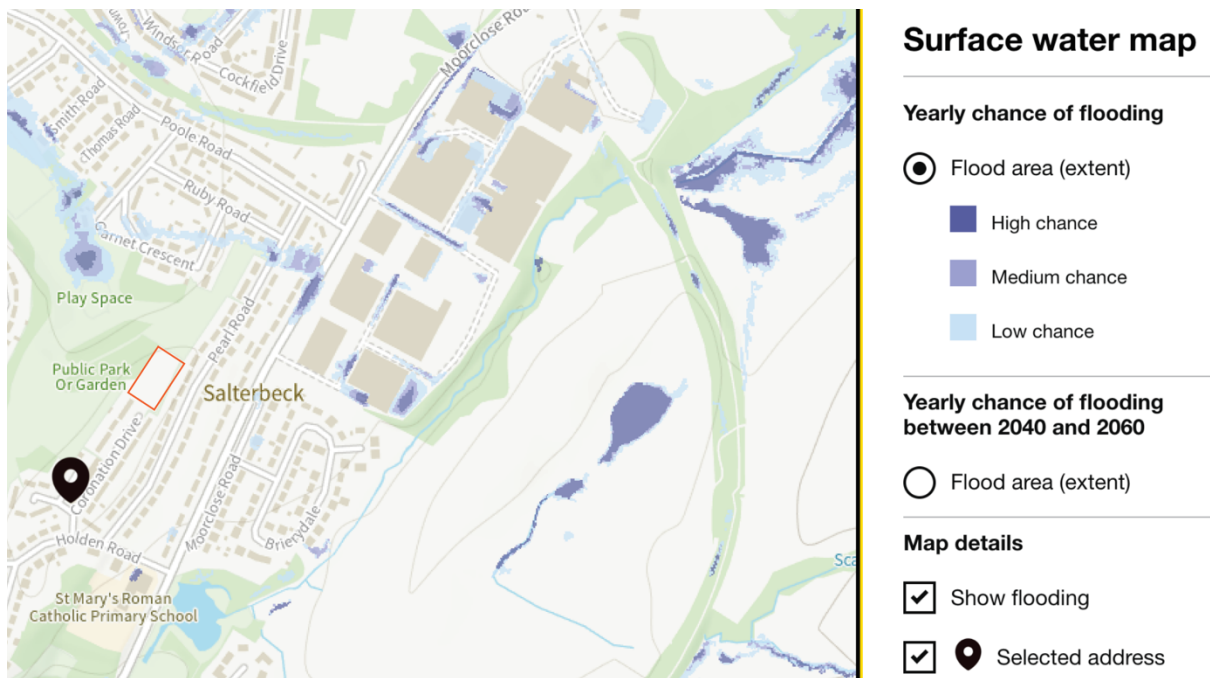 Windsor Road
Cockfield Drive
Moorclose Roa
Smith Road
Thomas Road
Poole Road
Ruby Road
Garnet Crescent
Play Space
Pearl Road
Public Park
Or Garden
Salterbeck
Coronation Drive
Moorclose Road
Holden Road
Brierydale
St Mary's Roman
Catholic Primary School
Sca
Surface water map
Yearly chance of flooding
Flood area (extent)
High chance
Medium chance
Low chance
Yearly chance of flooding
between 2040 and 2060
Flood area (extent)
Map details
Show flooding
Selected address